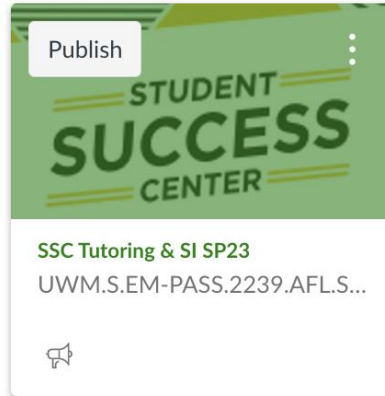 Publish
STUDENT
SUCCESS
CENTER
SSC Tutoring & SI SP23
UWM.S.EM-PASS.2239.AFL.S...